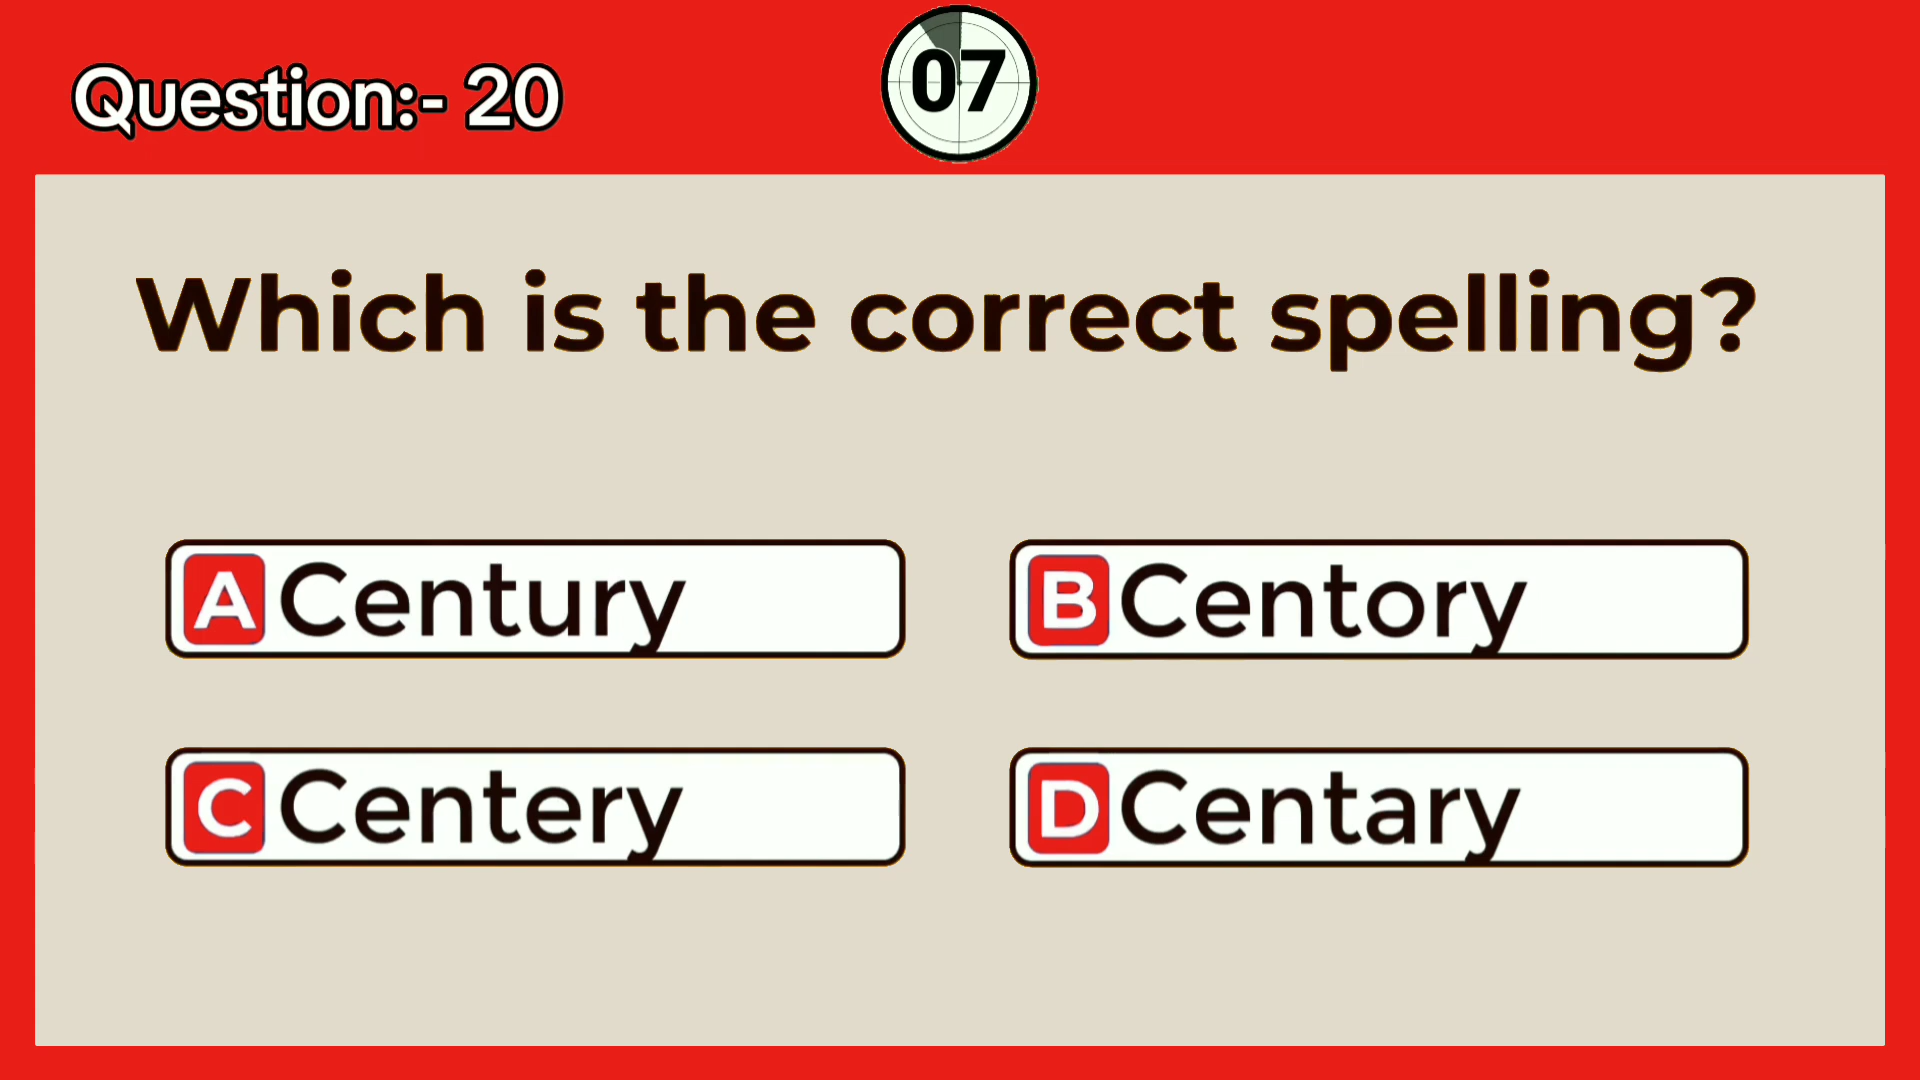 Question:- 20
07
Which is the correct spelling?
A Century
B Centory
C Centery
D Centary